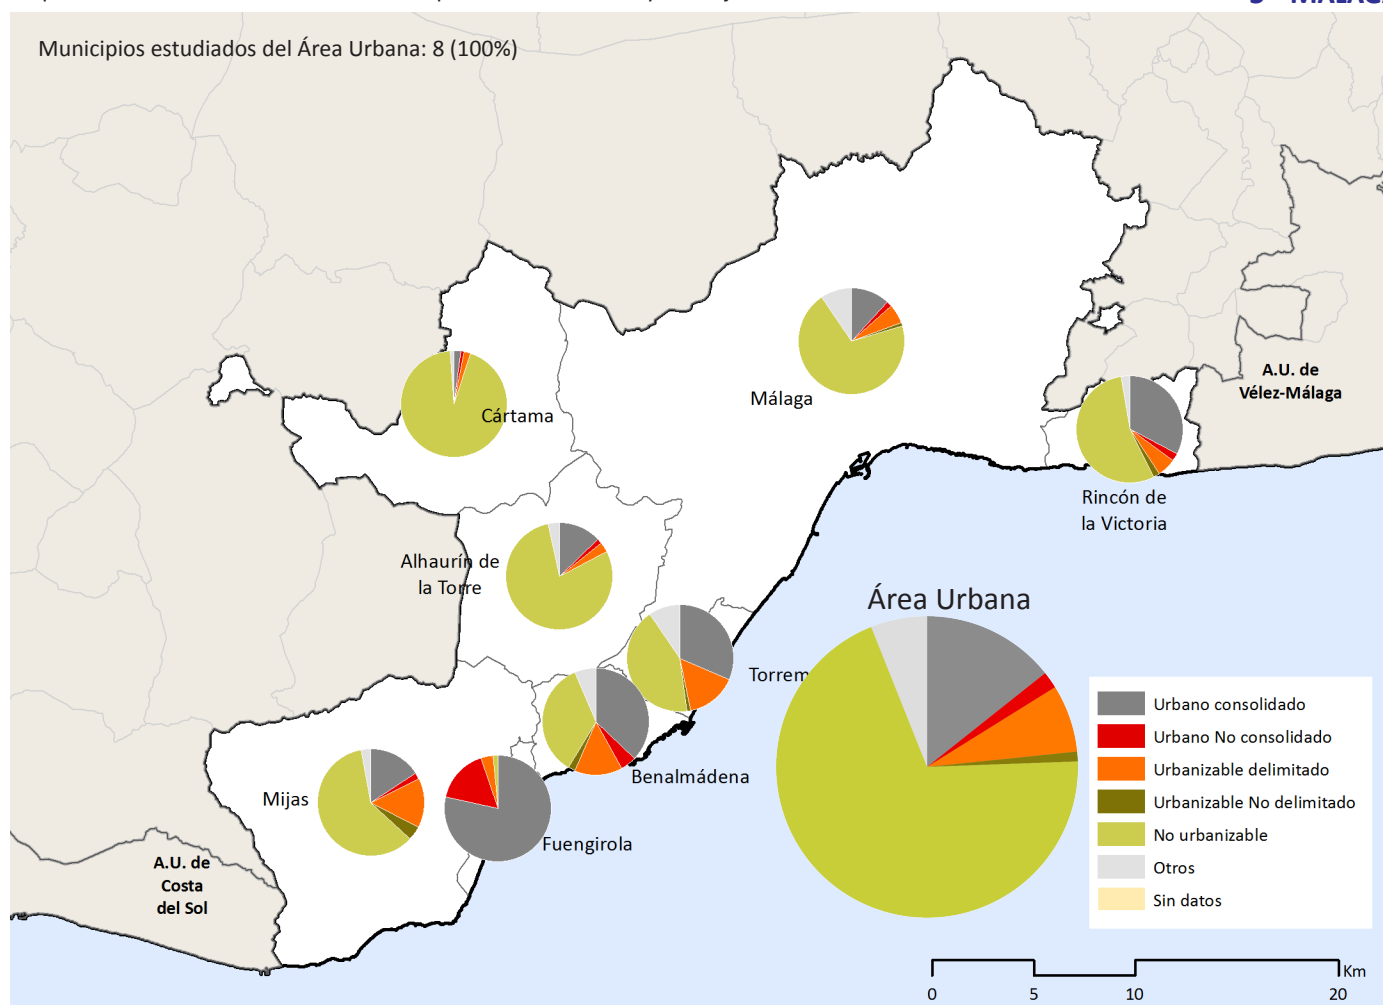 Municipios estudiados del Área Urbana: 8 (100%)
A.U. de
Vélez-Málaga
Málaga
Cártama
Rincón de
la Victoria
Alhaurín de
la Torre
Área Urbana
Torrem
Benalmádena
Mijas
Fuengirola
A.U. de
Costa
del Sol
Urbano consolidado
Urbano No consolidado
Urbanizable delimitado
Urbanizable No delimitado
No urbanizable
Otros
Sin datos
Km
0 5 10 20